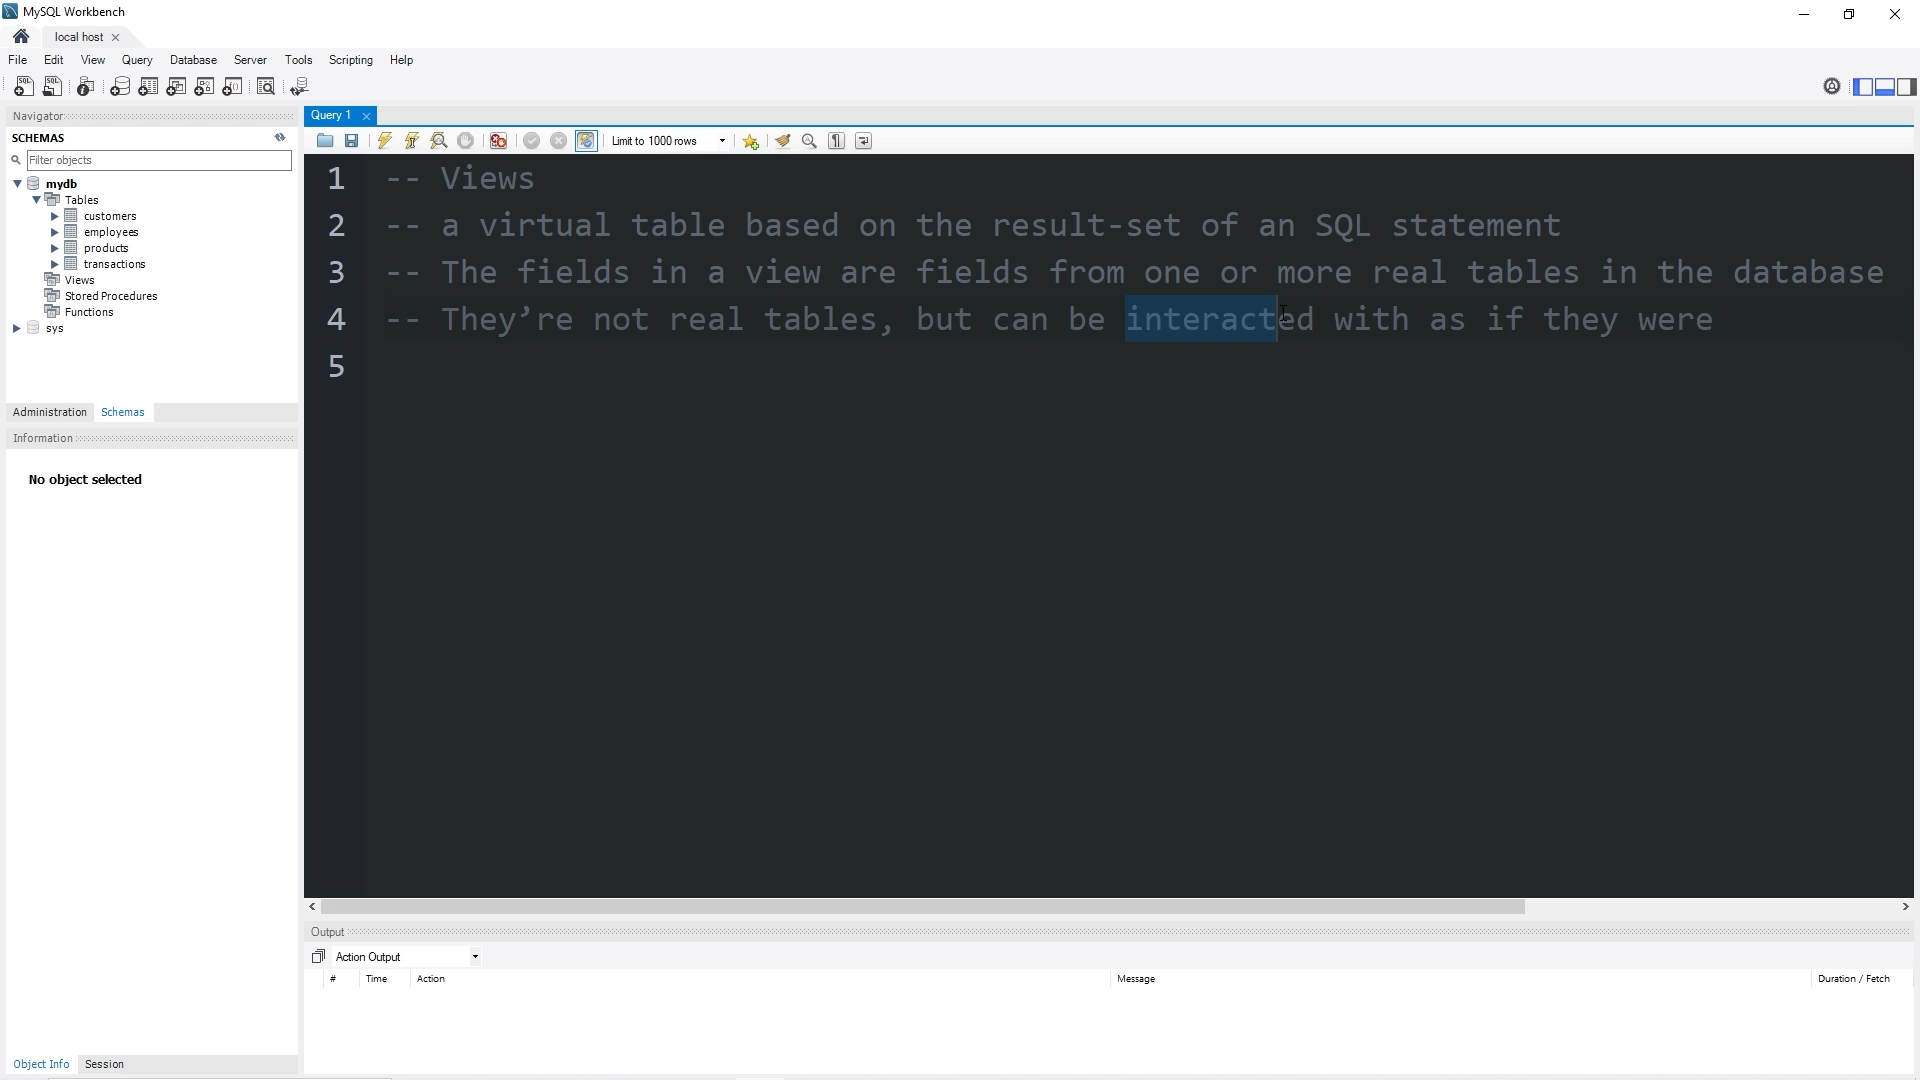 MySQL Workbench
local host
File Edit View Query Database Server Tools Scripting Help
Navigator
SCHEMAS
Filter objects
mydb
Tables
customers
employees
products
transactions
Views
Stored Procedures
Functions
sys
Administration Schemas
Information
No object selected
Object Info Session
Query 1
Limit to 1000 rows
1 -- Views
2 -- a virtual table based on the result-set of an SQL statement
3 -- The fields in a view are fields from one or more real tables in the database
4 -- They’re not real tables, but can be interacted with as if they were
5
Output
Action Output
# Time Action Message Duration / Fetch